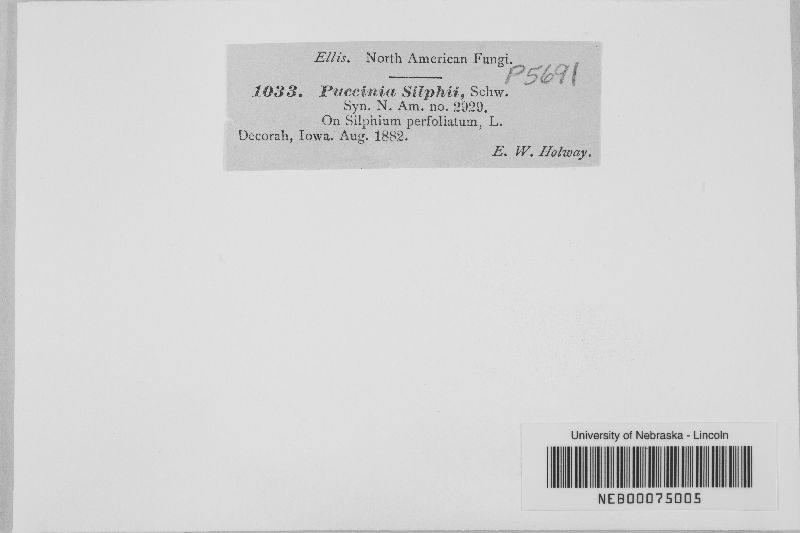 Ellis. North American Fungi.
P5691
1033. Puccinia Silphii, Schw.
Syn. N. Am. no. 2929.
On Silphium perfoliatum, L.
Decorah, Iowa. Aug. 1882.
E. W. Holway.
University of Nebraska - Lincoln
NEB00075005